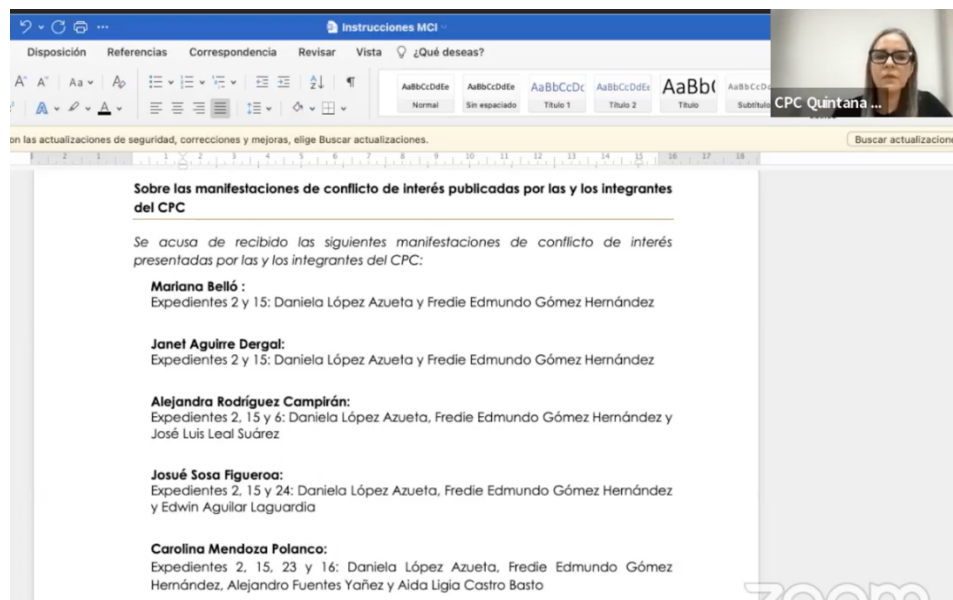 Instrucciones MCI
Disposición Referencias Correspondencia Revisar Vista ¿Qué deseas?
AaBbCcDdEe AaBbCcDdEe AaBbCcDc AaBbCcDdEe AaBb( AaBbCcDc
Normal Sin espaciado Título 1 Título 2 Título Subtítulo
CPC Quintana ...
on las actualizaciones de seguridad, correcciones y mejoras, elige Buscar actualizaciones. Buscar actualizacione
Sobre las manifestaciones de conflicto de interés publicadas por las y los integrantes
del CPC
Se acusa de recibido las siguientes manifestaciones de conflicto de interés
presentadas por las y los integrantes del CPC:
Mariana Belló :
Expedientes 2 y 15: Daniela López Azueta y Fredie Edmundo Gómez Hernández
Janet Aguirre Dergal:
Expedientes 2 y 15: Daniela López Azueta y Fredie Edmundo Gómez Hernández
Alejandra Rodríguez Campirán:
Expedientes 2, 15 y 6: Daniela López Azueta, Fredie Edmundo Gómez Hernández y
José Luis Leal Suárez
Josué Sosa Figueroa:
Expedientes 2, 15 y 24: Daniela López Azueta, Fredie Edmundo Gómez Hernández
y Edwin Aguilar Laguardia
Carolina Mendoza Polanco:
Expedientes 2, 15, 23 y 16: Daniela López Azueta, Fredie Edmundo Gómez
Hernández, Alejandro Fuentes Yañez y Aida Ligia Castro Basto
zoom